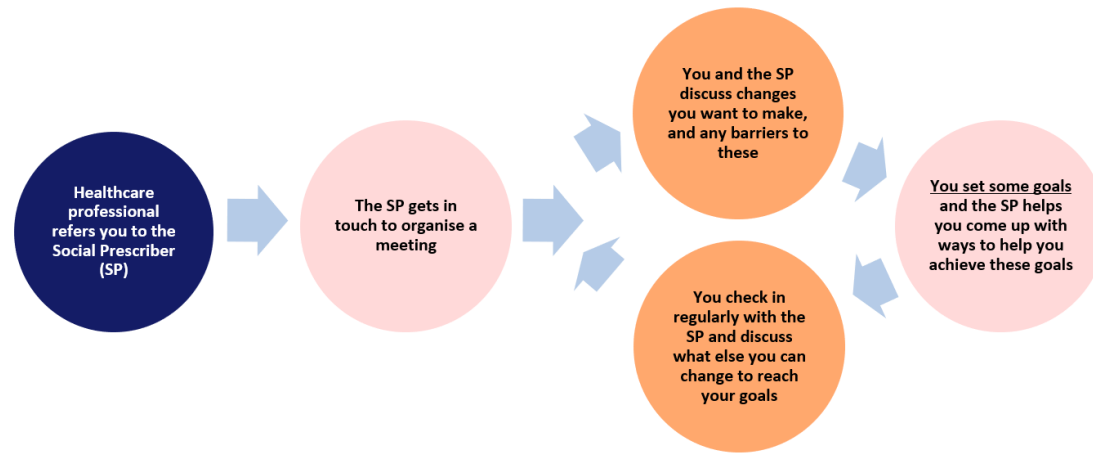 Healthcare
professional
refers you to the
Social Prescriber
(SP)
The SP gets in
touch to organise a
meeting
You and the SP
discuss changes
you want to make,
and any barriers to
these
You set some goals
and the SP helps
you come up with
ways to help you
achieve these goals
You check in
regularly with the
SP and discuss
what else you can
change to reach
your goals